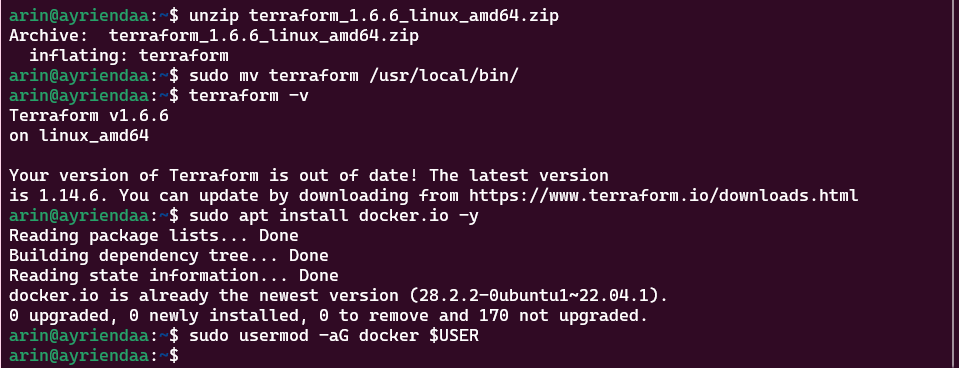 arin@ayriendaa:~$ unzip terraform_1.6.6_linux_amd64.zip
Archive:  terraform_1.6.6_linux_amd64.zip
  inflating: terraform
arin@ayriendaa:~$ sudo mv terraform /usr/local/bin/
arin@ayriendaa:~$ terraform -v
Terraform v1.6.6
on linux_amd64

Your version of Terraform is out of date! The latest version
is 1.14.6. You can update by downloading from https://www.terraform.io/downloads.html
arin@ayriendaa:~$ sudo apt install docker.io -y
Reading package lists... Done
Building dependency tree... Done
Reading state information... Done
docker.io is already the newest version (28.2.2-0ubuntu1~22.04.1).
0 upgraded, 0 newly installed, 0 to remove and 170 not upgraded.
arin@ayriendaa:~$ sudo usermod -aG docker $USER
arin@ayriendaa:~$